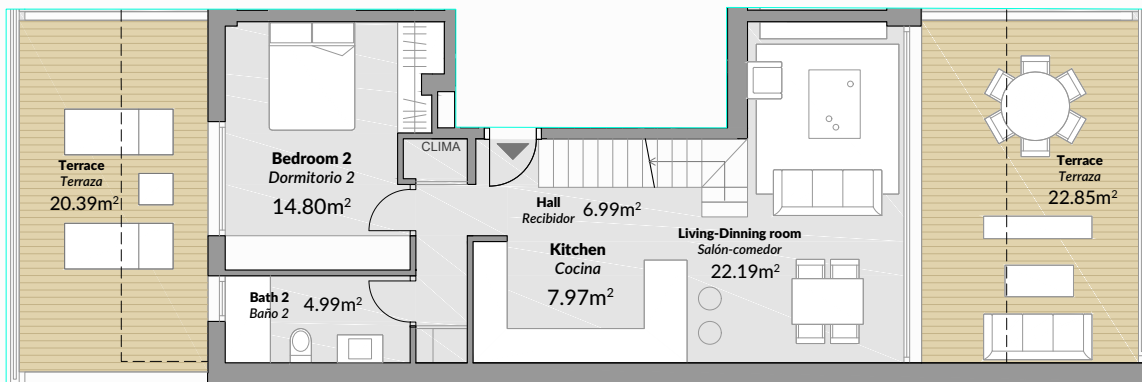 Terrace
Terraza
20.39m²
Bedroom 2
Dormitorio 2
14.80m²
CLIMA
Bath 2
Baño 2
4.99m²
Hall
Recibidor
6.99m²
Kitchen
Cocina
7.97m²
Living-Dinning room
Salón-comedor
22.19m²
Terrace
Terraza
22.85m²